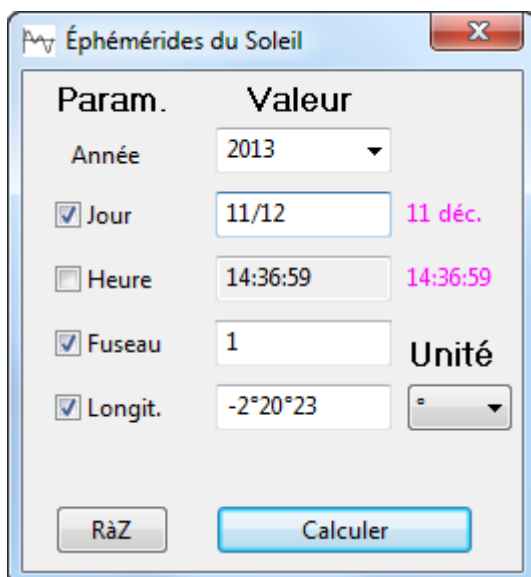 Éphémérides du Soleil
Param. Valeur
Année 2013
Jour 11/12 11 déc.
Heure 14:36:59 14:36:59
Fuseau 1
Unité
Longit. -2°20°23 °
RàZ Calculer